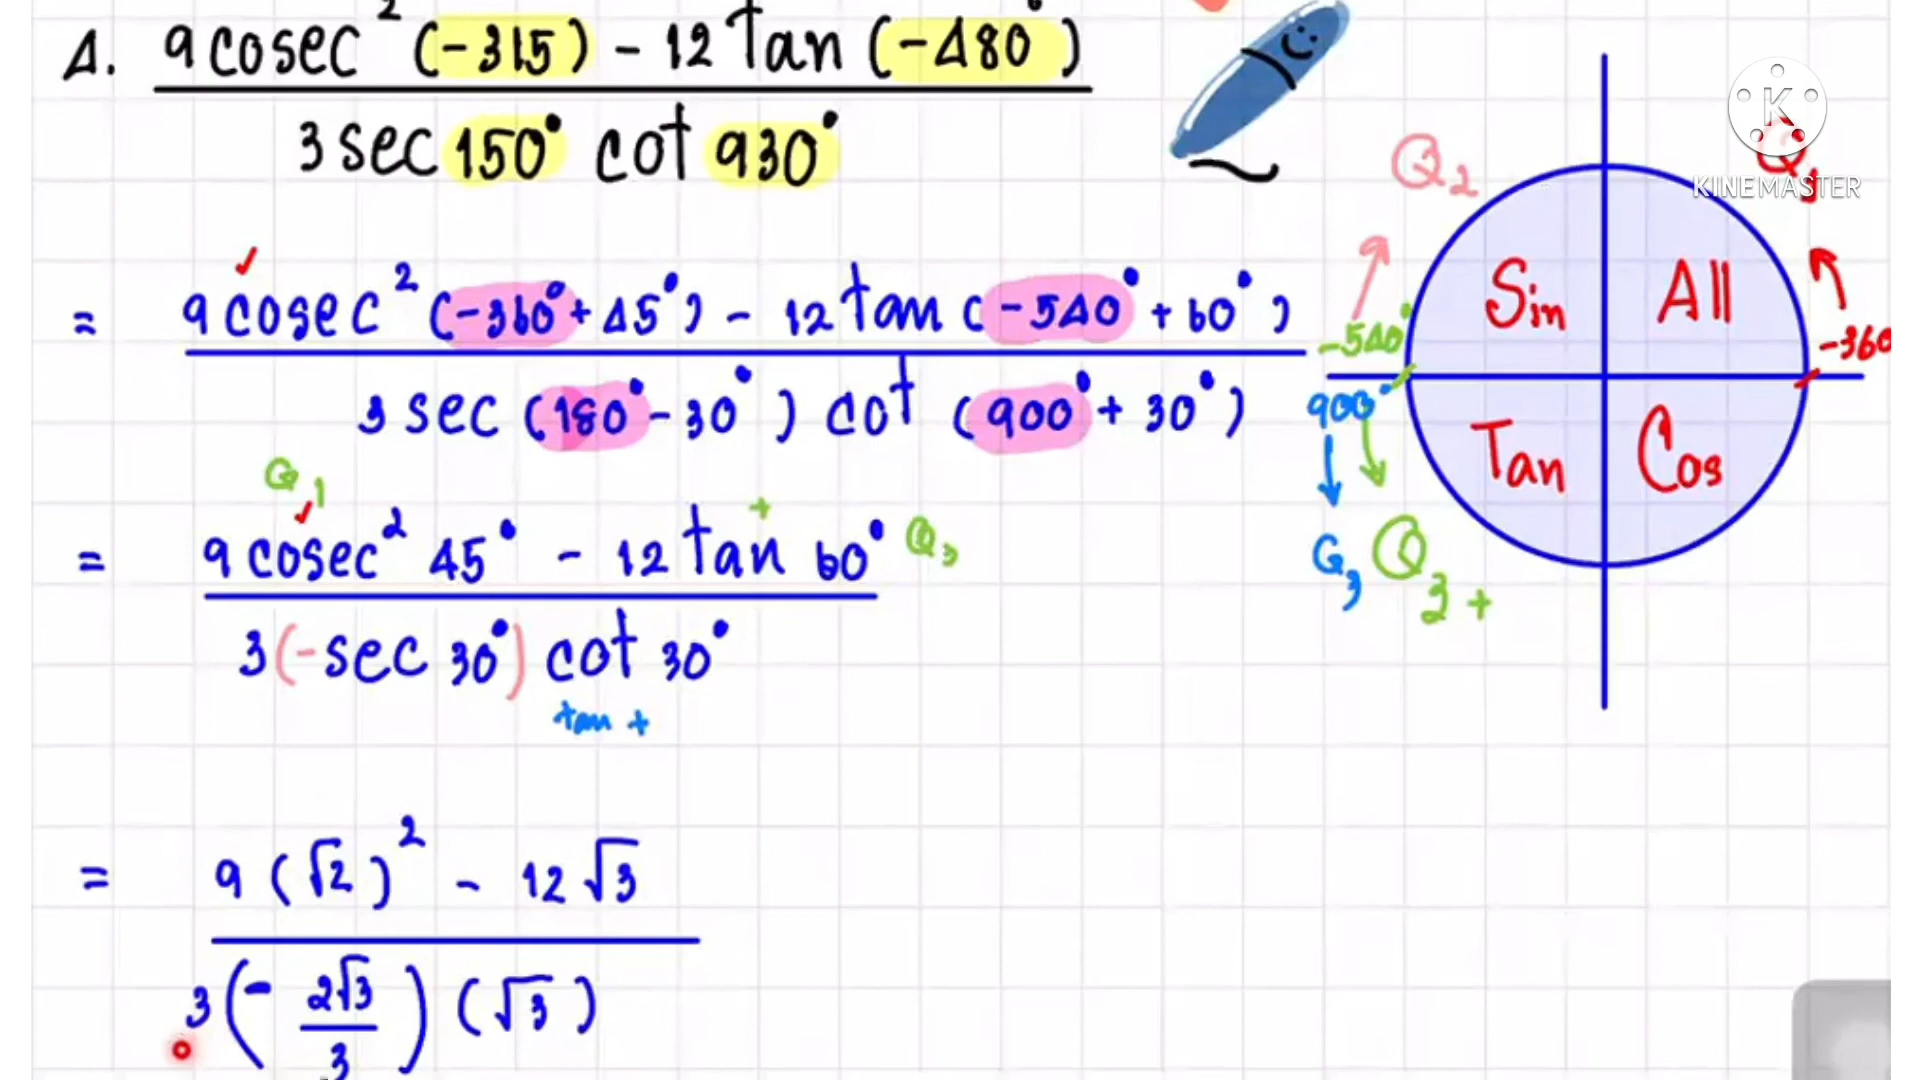 4. 9 cosec² (-315) - 12 tan (-480°)
3 sec 150° cot 930°
= 9 cosec² (-360° + 45°) - 12 tan (-540° + 60°)
3 sec (180° - 30°) cot (900° + 30°)
Q1
+
= 9 cosec² 45° - 12 tan 60° Q3
3(-sec 30°) cot 30°
tan +
= 9 (√2)² - 12√3
3 (- 2√3/3) (√3)
Q2
Q1
K
KINEMASTER
Sin All
-540° -360
900°
Tan Cos
Q3 Q3 +